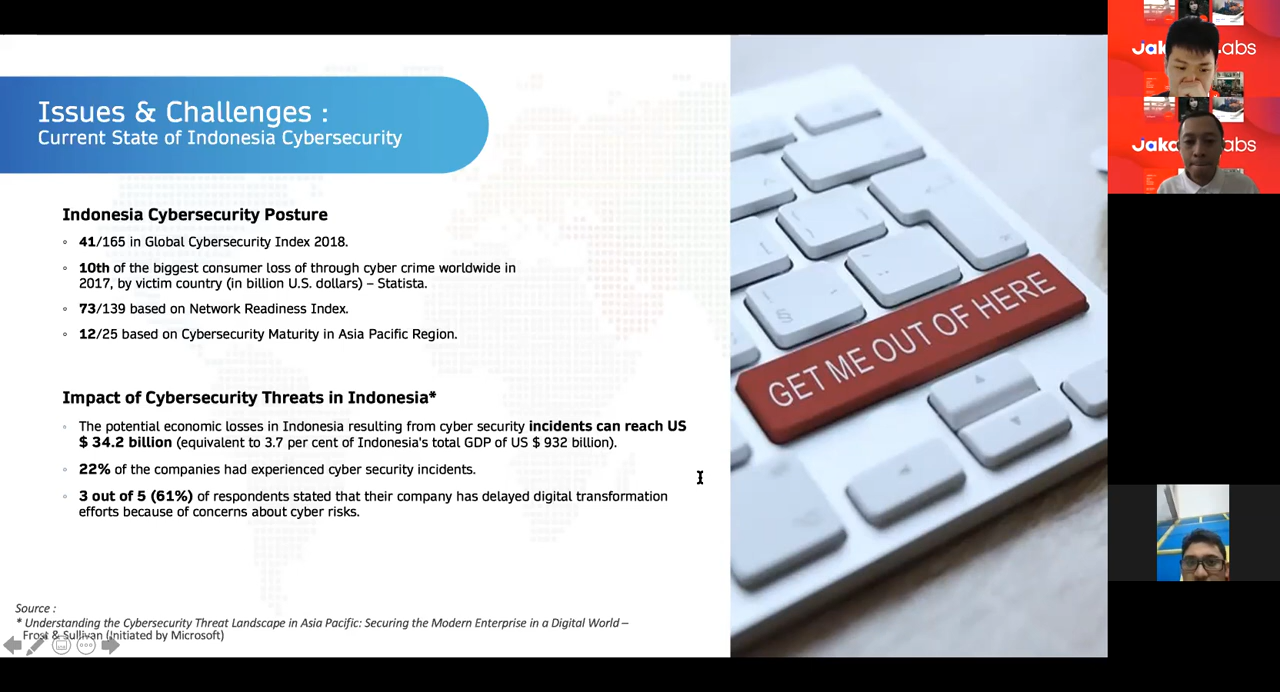 Issues & Challenges :
Current State of Indonesia Cybersecurity
Indonesia Cybersecurity Posture
41/165 in Global Cybersecurity Index 2018.
10th of the biggest consumer loss of through cyber crime worldwide in
2017, by victim country (in billion U.S. dollars) – Statista.
73/139 based on Network Readiness Index.
12/25 based on Cybersecurity Maturity in Asia Pacific Region.
Impact of Cybersecurity Threats in Indonesia*
The potential economic losses in Indonesia resulting from cyber security incidents can reach US
$ 34.2 billion (equivalent to 3.7 per cent of Indonesia's total GDP of US $ 932 billion).
22% of the companies had experienced cyber security incidents.
3 out of 5 (61%) of respondents stated that their company has delayed digital transformation
efforts because of concerns about cyber risks.
Source :
* Understanding the Cybersecurity Threat Landscape in Asia Pacific: Securing the Modern Enterprise in a Digital World –
Frost & Sullivan (Initiated by Microsoft)
GET ME OUT OF HERE